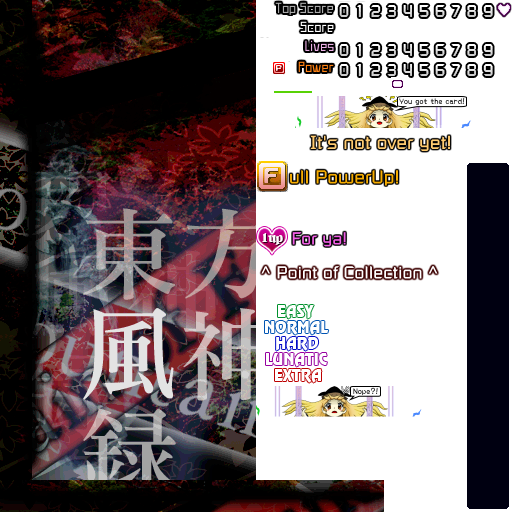 Top Score 0123456789
Score
Lives 0123456789
F Power 0123456789
You got the card!
It's not over yet!
Full PowerUp!
1up For ya!
^ Point of Collection ^
EASY
NORMAL
HARD
LUNATIC
EXTRA
Nope?!
東方
風神
録